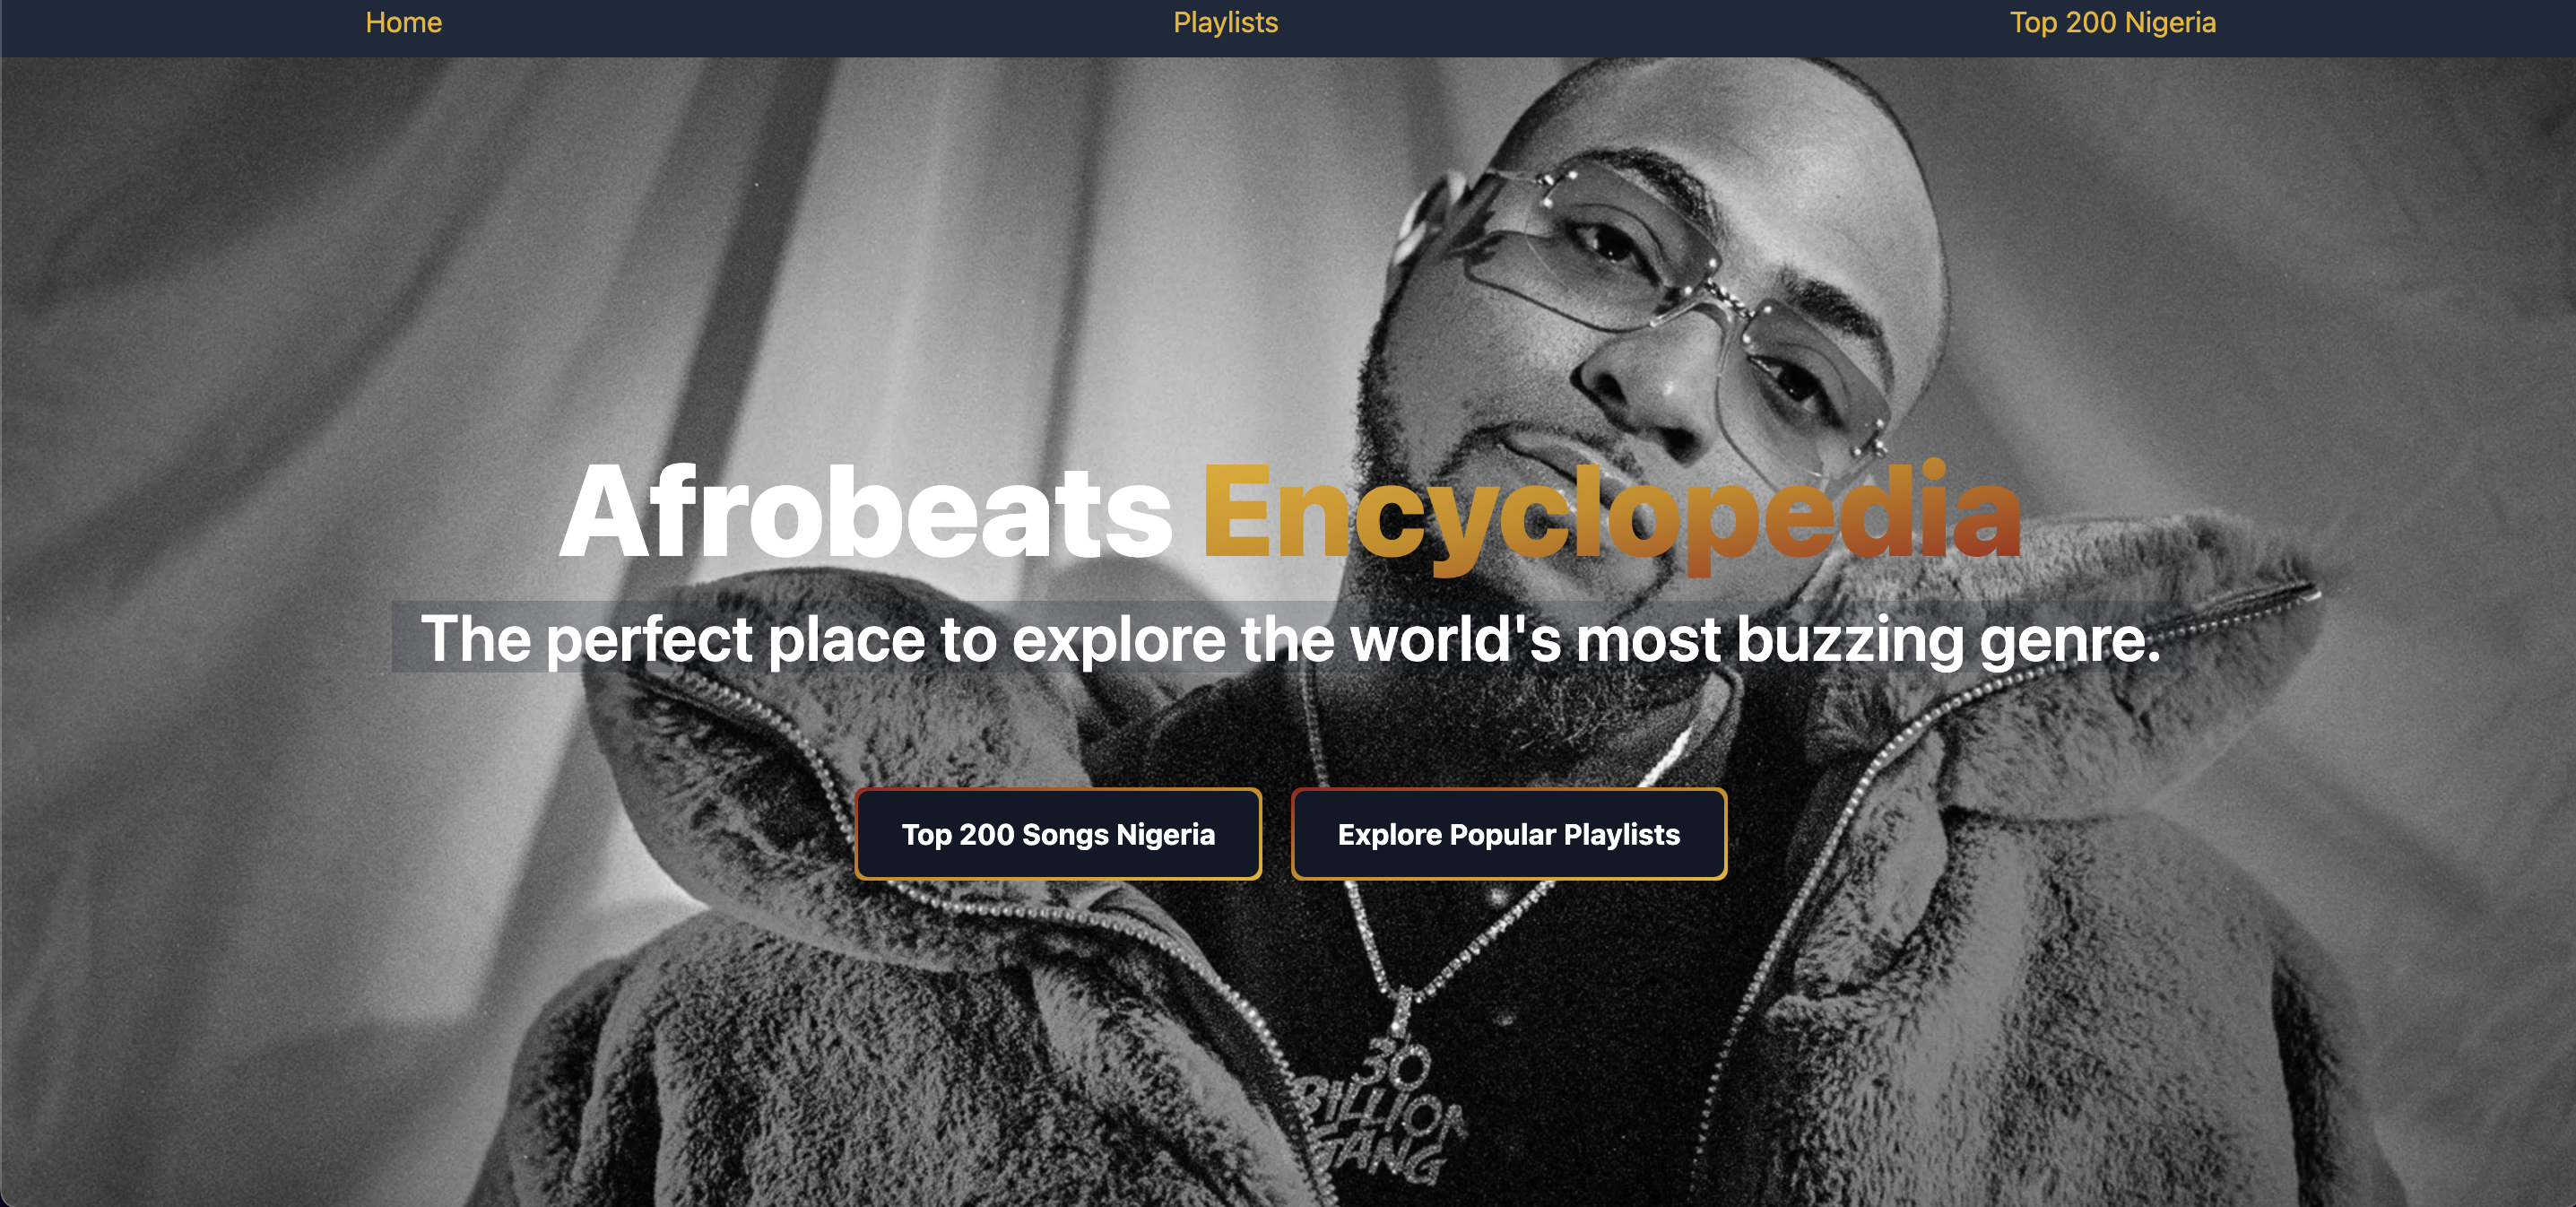 Home Playlists Top 200 Nigeria
Afrobeats Encyclopedia
The perfect place to explore the world's most buzzing genre.
Top 200 Songs Nigeria Explore Popular Playlists
30
BILLION
GANG